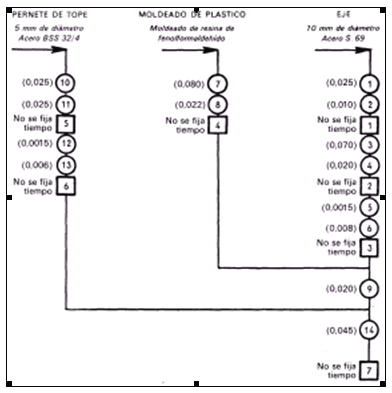 PERNETE DE TOPE
5 mm de diámetro
Acero BSS 32/4
(0,025) 10
(0,025) 11
No se fija
tiempo 5
(0,0015) 12
(0,006) 13
No se fija
tiempo 6
MOLDEADO DE PLASTICO
Moldeado de resina de
fenolformaldehido
(0,080) 7
(0,022) 8
No se fija
tiempo 4
EJE
10 mm de diámetro
Acero S. 69
(0,025) 1
(0,010) 2
No se fija
tiempo 1
(0,070) 3
(0,020) 4
No se fija
tiempo 2
(0,0015) 5
(0,008) 6
No se fija
tiempo 3
(0,020) 9
(0,045) 14
No se fija
tiempo 7